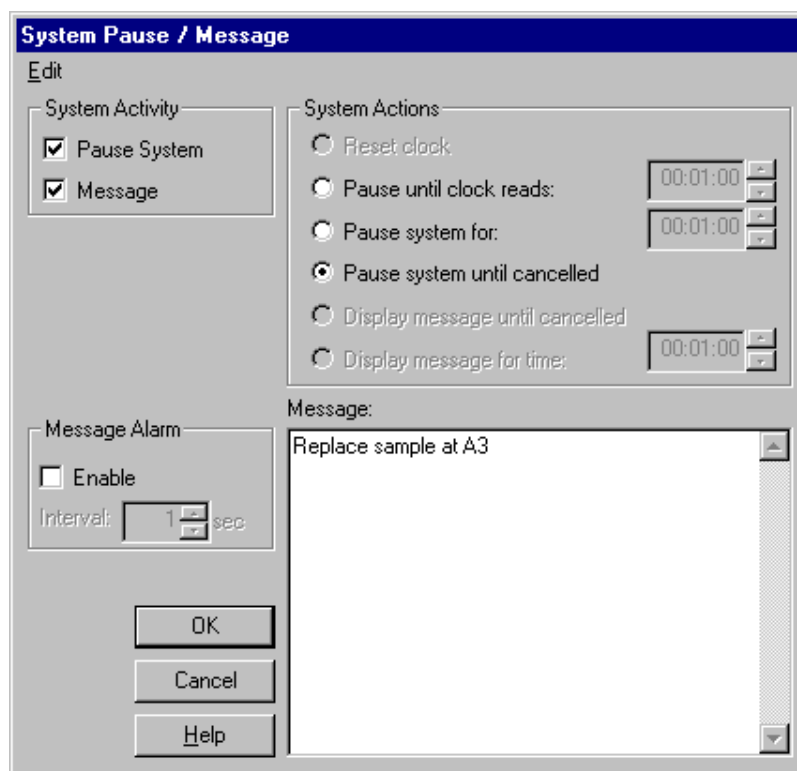 System Pause / Message
Edit
System Activity
Pause System
Message
System Actions
Reset clock
Pause until clock reads: 00:01:00
Pause system for: 00:01:00
Pause system until cancelled
Display message until cancelled
Display message for time: 00:01:00
Message Alarm
Enable
Interval: 1 sec
Message:
Replace sample at A3
OK
Cancel
Help